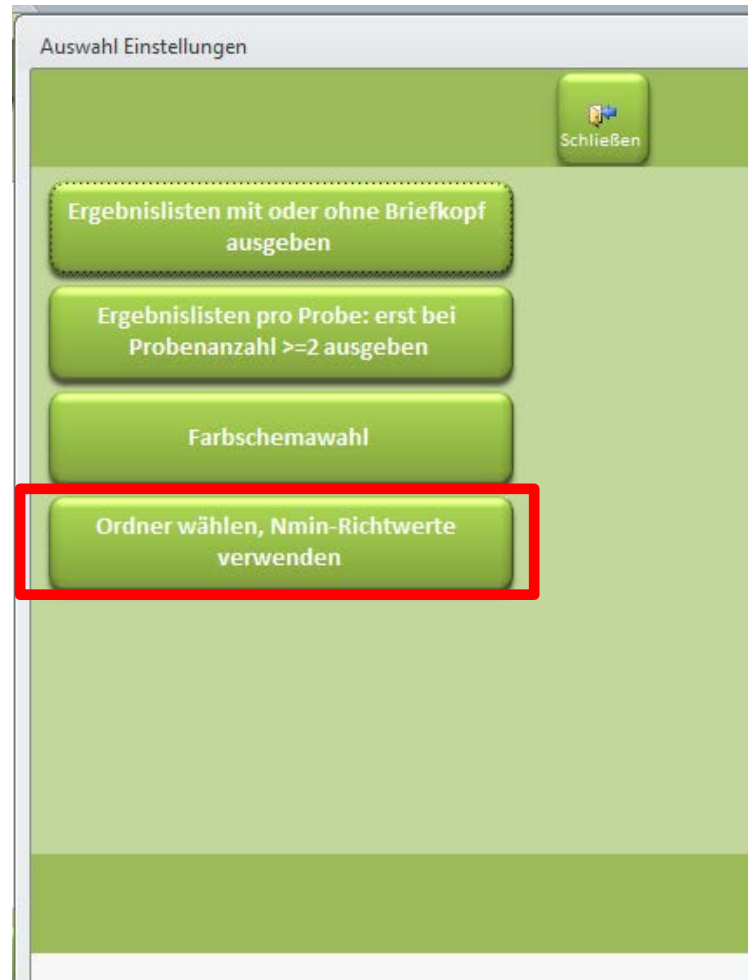 Auswahl Einstellungen
Schließen
Ergebnislisten mit oder ohne Briefkopf
ausgeben
Ergebnislisten pro Probe: erst bei
Probenanzahl >=2 ausgeben
Farbschemawahl
Ordner wählen, Nmin-Richtwerte
verwenden